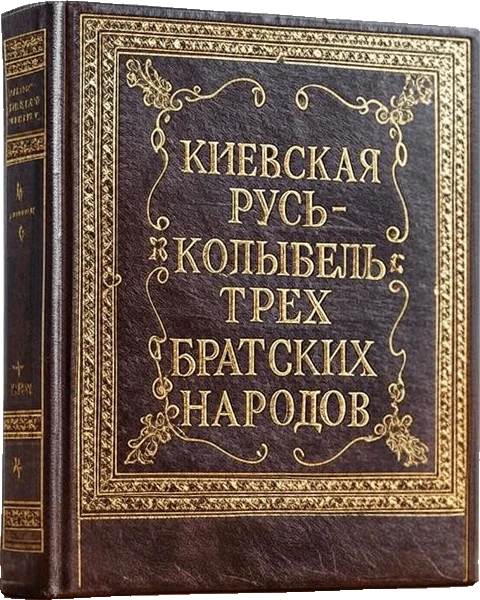 КИЕВСКАЯ
РУСЬ-
КОЛЫБЕЛЬ
ТРЕХ
БРАТСКИХ
НАРОДОВ